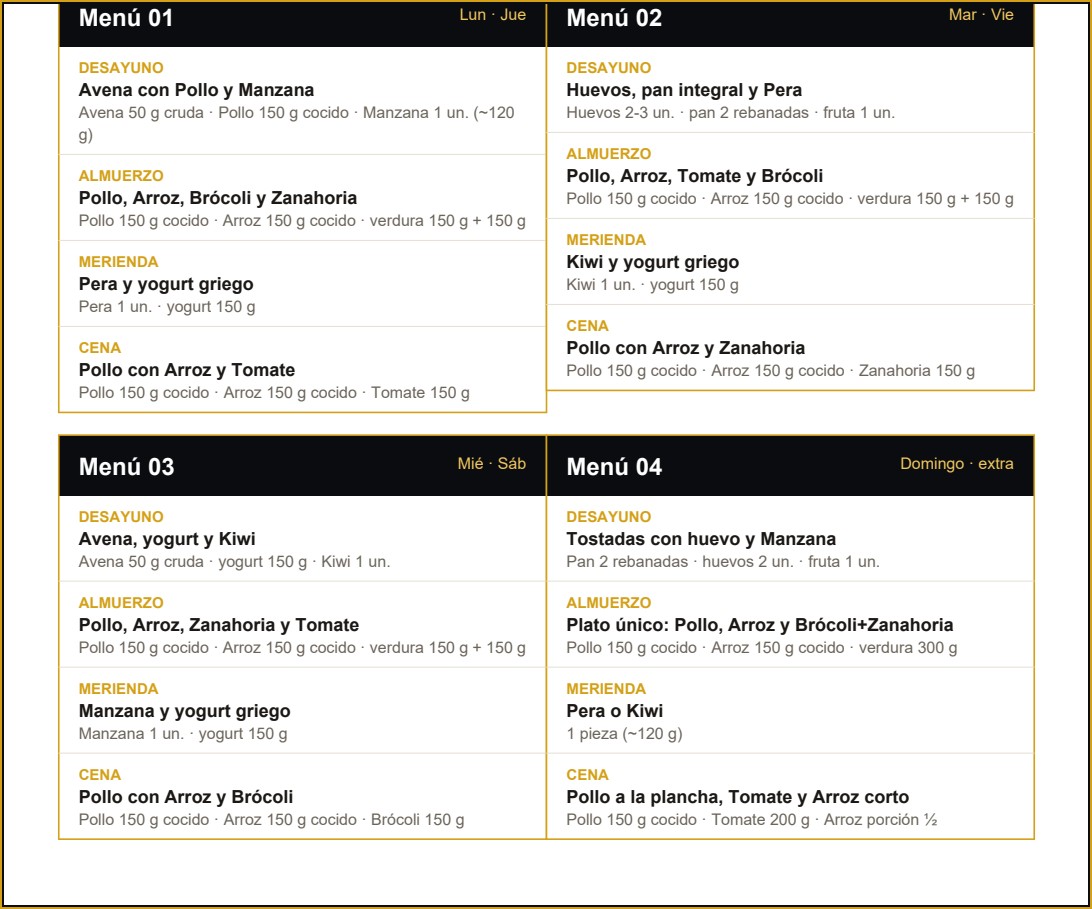 Menú 01
Lun · Jue
DESAYUNO
Avena con Pollo y Manzana
Avena 50 g cruda · Pollo 150 g cocido · Manzana 1 un. (~120
g)
ALMUERZO
Pollo, Arroz, Brócoli y Zanahoria
Pollo 150 g cocido · Arroz 150 g cocido · verdura 150 g + 150 g
MERIENDA
Pera y yogurt griego
Pera 1 un. · yogurt 150 g
CENA
Pollo con Arroz y Tomate
Pollo 150 g cocido · Arroz 150 g cocido · Tomate 150 g
Menú 02
Mar · Vie
DESAYUNO
Huevos, pan integral y Pera
Huevos 2-3 un. · pan 2 rebanadas · fruta 1 un.
ALMUERZO
Pollo, Arroz, Tomate y Brócoli
Pollo 150 g cocido · Arroz 150 g cocido · verdura 150 g + 150 g
MERIENDA
Kiwi y yogurt griego
Kiwi 1 un. · yogurt 150 g
CENA
Pollo con Arroz y Zanahoria
Pollo 150 g cocido · Arroz 150 g cocido · Zanahoria 150 g
Menú 03
Mié · Sáb
DESAYUNO
Avena, yogurt y Kiwi
Avena 50 g cruda · yogurt 150 g · Kiwi 1 un.
ALMUERZO
Pollo, Arroz, Zanahoria y Tomate
Pollo 150 g cocido · Arroz 150 g cocido · verdura 150 g + 150 g
MERIENDA
Manzana y yogurt griego
Manzana 1 un. · yogurt 150 g
CENA
Pollo con Arroz y Brócoli
Pollo 150 g cocido · Arroz 150 g cocido · Brócoli 150 g
Menú 04
Domingo · extra
DESAYUNO
Tostadas con huevo y Manzana
Pan 2 rebanadas · huevos 2 un. · fruta 1 un.
ALMUERZO
Plato único: Pollo, Arroz y Brócoli+Zanahoria
Pollo 150 g cocido · Arroz 150 g cocido · verdura 300 g
MERIENDA
Pera o Kiwi
1 pieza (~120 g)
CENA
Pollo a la plancha, Tomate y Arroz corto
Pollo 150 g cocido · Tomate 200 g · Arroz porción ½